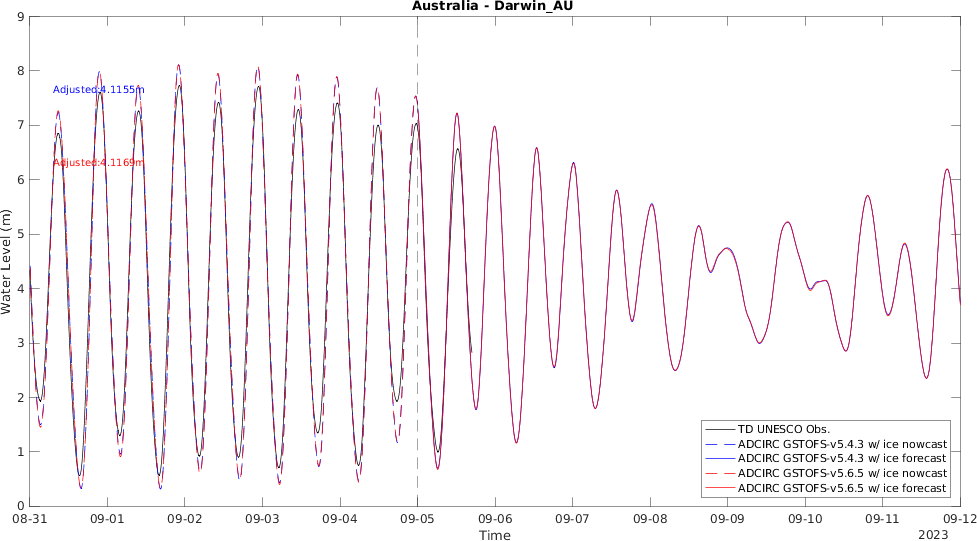 Australia - Darwin_AU
9
8
7
6
5
4
3
2
1
0
Water Level (m)
Adjusted:4.1155m
Adjusted:4.1169m
TD UNESCO Obs.
ADCIRC GSTOFS-v5.4.3 w/ ice nowcast
ADCIRC GSTOFS-v5.4.3 w/ ice forecast
ADCIRC GSTOFS-v5.6.5 w/ ice nowcast
ADCIRC GSTOFS-v5.6.5 w/ ice forecast
08-31 09-01 09-02 09-03 09-04 09-05 09-06 09-07 09-08 09-09 09-10 09-11 09-12
Time
2023